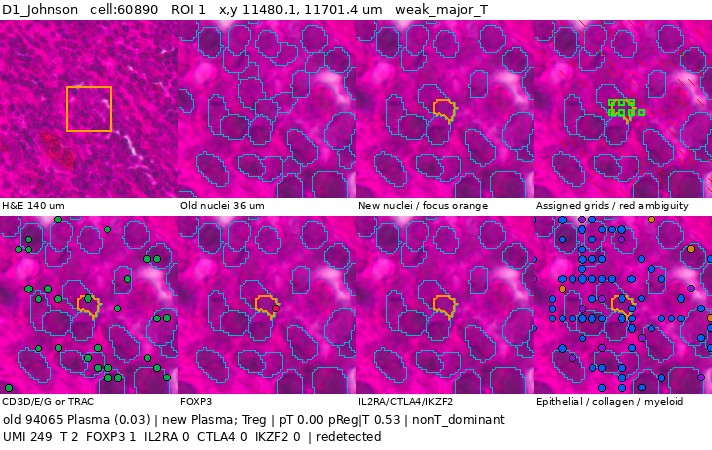 D1_Johnson   cell:60890   ROI 1   x,y 11480.1, 11701.4 um   weak_major_T
H&E 140 um
Old nuclei 36 um
New nuclei / focus orange
Assigned grids / red ambiguity
CD3D/E/G or TRAC
FOXP3
IL2RA/CTLA4/IKZF2
Epithelial / collagen / myeloid
old 94065 Plasma (0.03) | new Plasma; Treg | pT 0.00 pReg|T 0.53 | nonT_dominant
UMI 249  T 2  FOXP3 1  IL2RA 0  CTLA4 0  IKZF2 0  | redetected